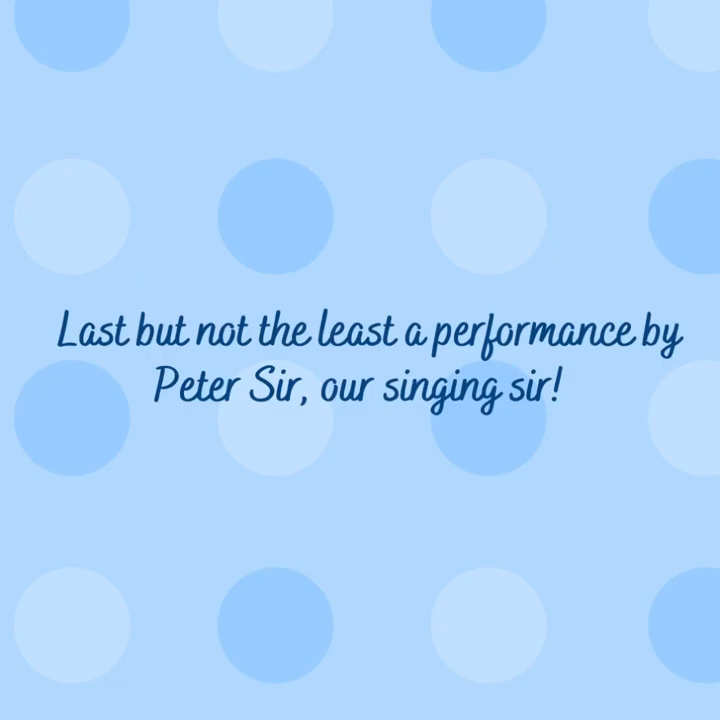 Last but not the least a performance by
Peter Sir, our singing sir!